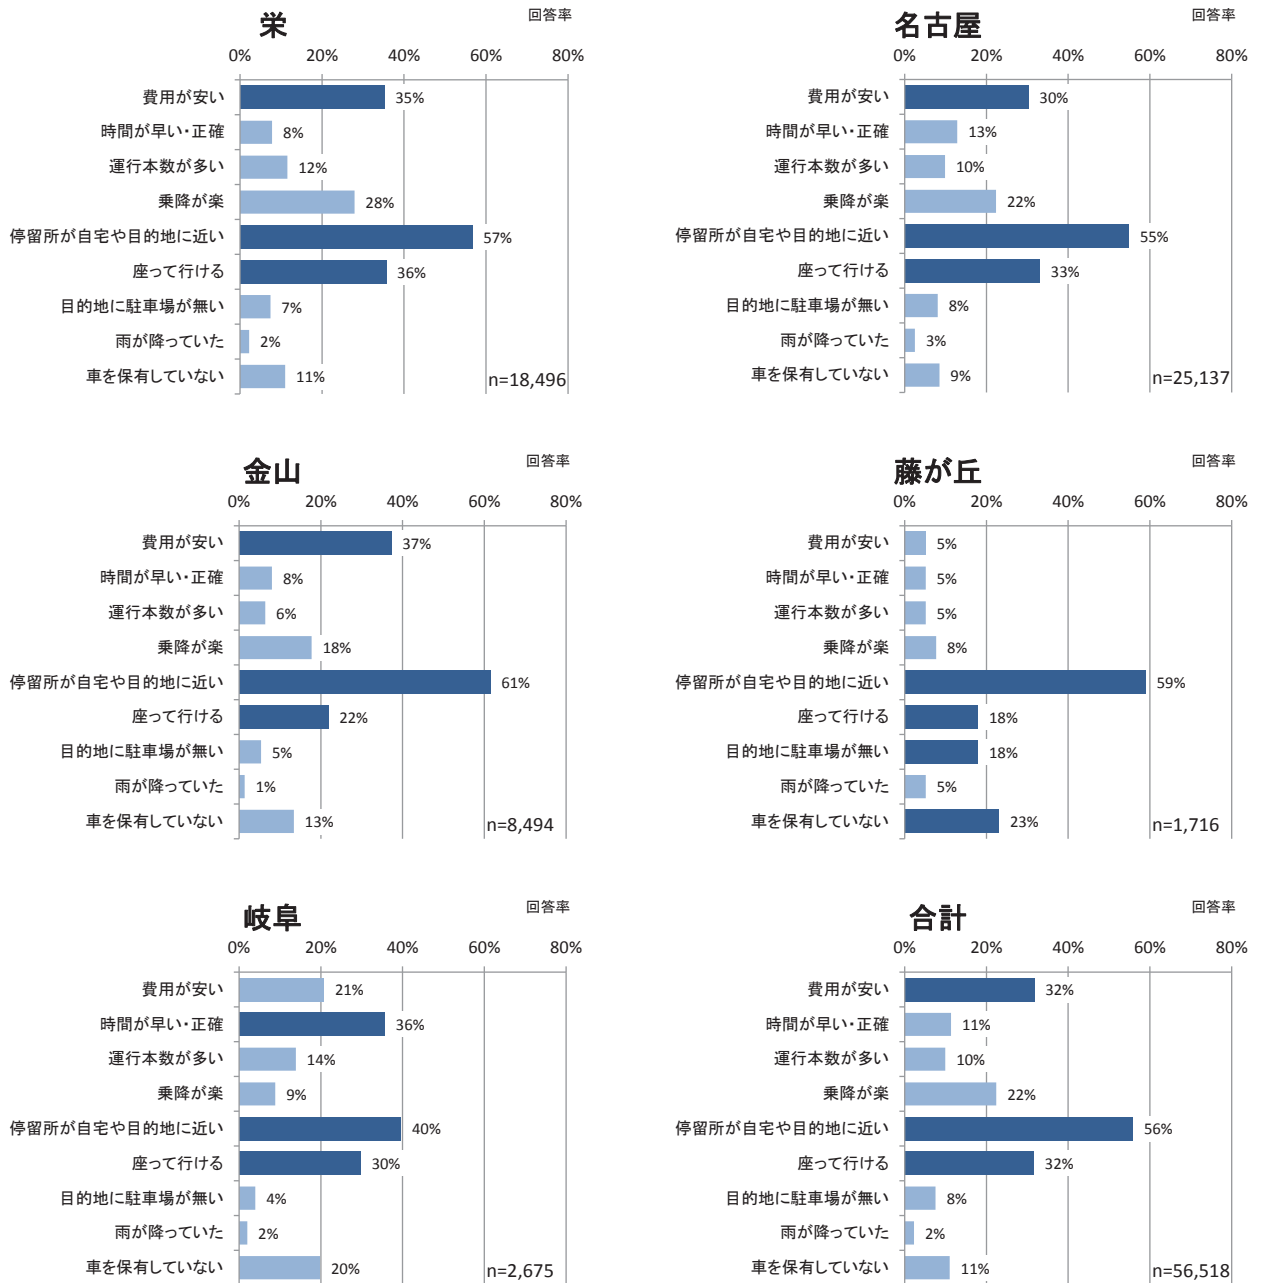 栄
回答率
0% 20% 40% 60% 80%
費用が安い 35%
時間が早い・正確 8%
運行本数が多い 12%
乗降が楽 28%
停留所が自宅や目的地に近い 57%
座って行ける 36%
目的地に駐車場が無い 7%
雨が降っていた 2%
車を保有していない 11%
n=18,496
名古屋
回答率
0% 20% 40% 60% 80%
費用が安い 30%
時間が早い・正確 13%
運行本数が多い 10%
乗降が楽 22%
停留所が自宅や目的地に近い 55%
座って行ける 33%
目的地に駐車場が無い 8%
雨が降っていた 3%
車を保有していない 9%
n=25,137
金山
回答率
0% 20% 40% 60% 80%
費用が安い 37%
時間が早い・正確 8%
運行本数が多い 6%
乗降が楽 18%
停留所が自宅や目的地に近い 61%
座って行ける 22%
目的地に駐車場が無い 5%
雨が降っていた 1%
車を保有していない 13%
n=8,494
藤が丘
回答率
0% 20% 40% 60% 80%
費用が安い 5%
時間が早い・正確 5%
運行本数が多い 5%
乗降が楽 8%
停留所が自宅や目的地に近い 59%
座って行ける 18%
目的地に駐車場が無い 18%
雨が降っていた 5%
車を保有していない 23%
n=1,716
岐阜
回答率
0% 20% 40% 60% 80%
費用が安い 21%
時間が早い・正確 36%
運行本数が多い 14%
乗降が楽 9%
停留所が自宅や目的地に近い 40%
座って行ける 30%
目的地に駐車場が無い 4%
雨が降っていた 2%
車を保有していない 20%
n=2,675
合計
回答率
0% 20% 40% 60% 80%
費用が安い 32%
時間が早い・正確 11%
運行本数が多い 10%
乗降が楽 22%
停留所が自宅や目的地に近い 56%
座って行ける 32%
目的地に駐車場が無い 8%
雨が降っていた 2%
車を保有していない 11%
n=56,518